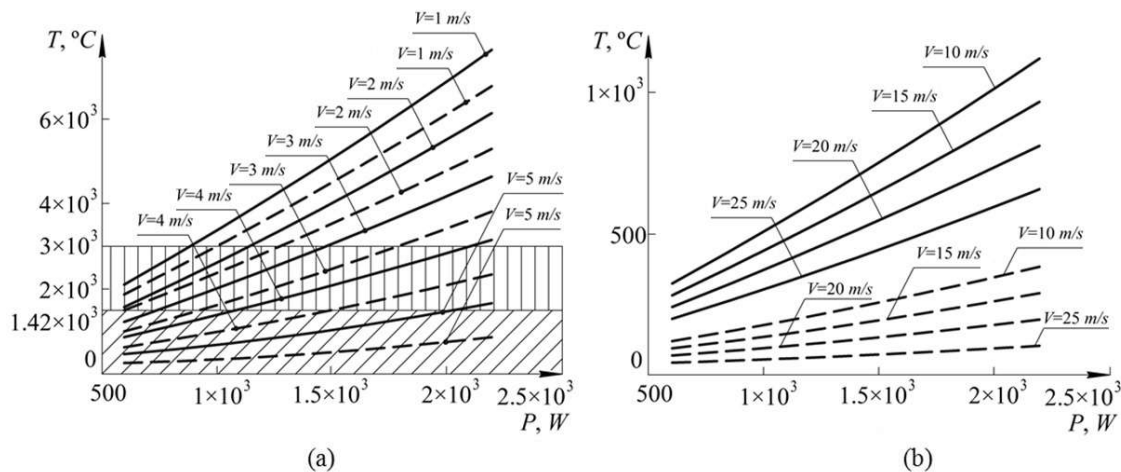 T, ºC
V=1 m/s
V=1 m/s
V=2 m/s
V=2 m/s
V=3 m/s
V=3 m/s
V=4 m/s
V=4 m/s
V=5 m/s
V=5 m/s
6×10³
4×10³
3×10³
2×10³
1.42×10³
0
500
1×10³
1.5×10³
2×10³
2.5×10³
P, W
(a)
T, ºC
V=10 m/s
1×10³
V=15 m/s
V=20 m/s
V=25 m/s
500
V=10 m/s
V=15 m/s
V=20 m/s
V=25 m/s
0
500
1×10³
1.5×10³
2×10³
2.5×10³
P, W
(b)